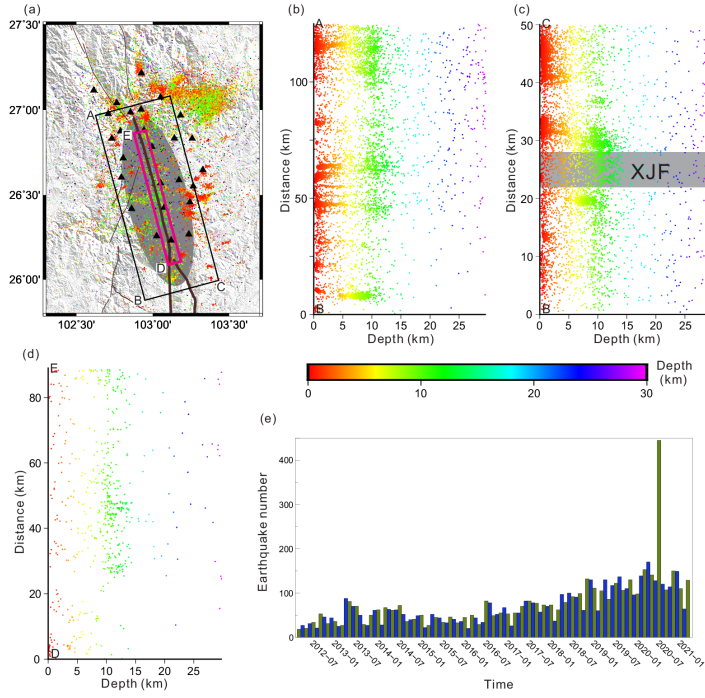 (a)
27˚30'
27˚00'
26˚30'
26˚00'
102˚30'
103˚00'
103˚30'
A
E
D
B
C
(b)
A
B
120
100
80
60
40
20
0
Distance (km)
0 5 10 15 20 25
Depth (km)
(c)
C
B
XJF
50
40
30
20
10
0
Distance (km)
0 5 10 15 20 25
Depth (km)
(d)
E
D
80
60
40
20
0
Distance (km)
0 5 10 15 20 25
Depth (km)
0 10 20 30
Depth
(km)
(e)
Earthquake number
400
300
200
100
0
2012−07
2013−01
2013−07
2014−01
2014−07
2015−01
2015−07
2016−01
2016−07
2017−01
2017−07
2018−01
2018−07
2019−01
2019−07
2020−01
2020−07
2021−01
Time